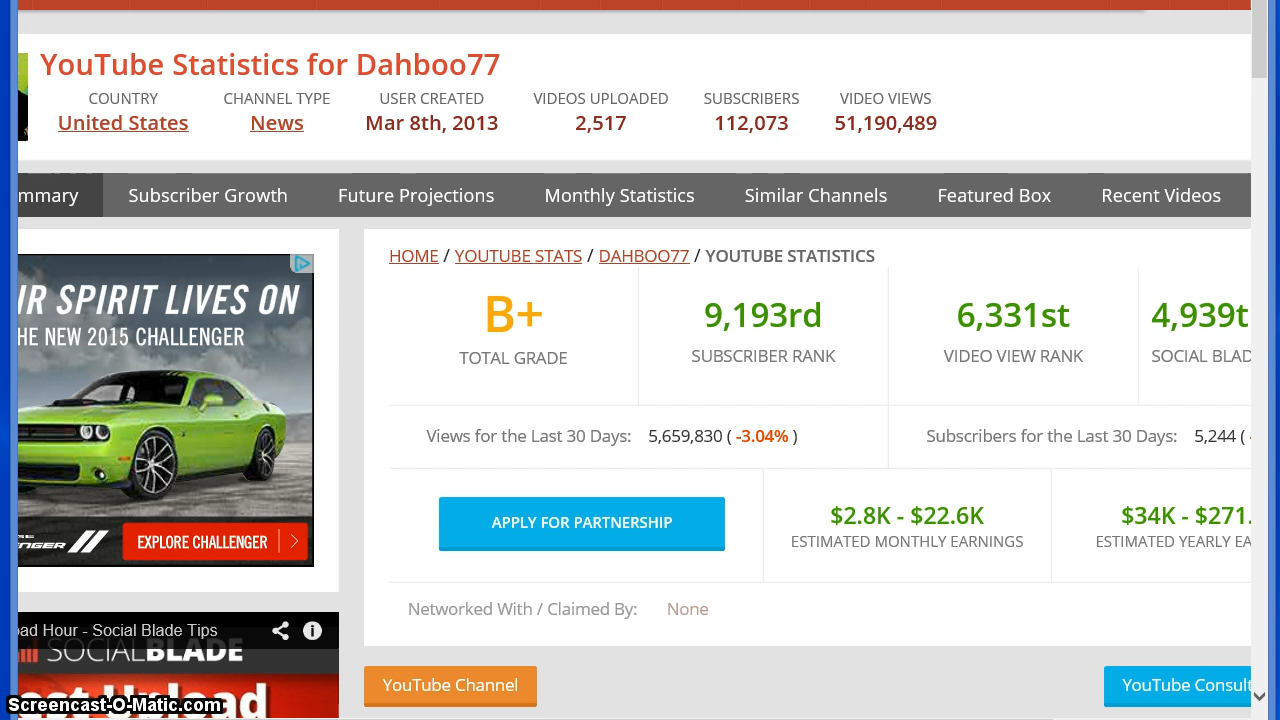 YouTube Statistics for Dahboo77
COUNTRY CHANNEL TYPE USER CREATED VIDEOS UPLOADED SUBSCRIBERS VIDEO VIEWS
United States News Mar 8th, 2013 2,517 112,073 51,190,489
mmary Subscriber Growth Future Projections Monthly Statistics Similar Channels Featured Box Recent Videos
HOME / YOUTUBE STATS / DAHBOO77 / YOUTUBE STATISTICS
R SPIRIT LIVES ON
HE NEW 2015 CHALLENGER
EXPLORE CHALLENGER
B+ 9,193rd 6,331st 4,939t
TOTAL GRADE SUBSCRIBER RANK VIDEO VIEW RANK SOCIAL BLAD
Views for the Last 30 Days: 5,659,830 ( -3.04% ) Subscribers for the Last 30 Days: 5,244 ( -
APPLY FOR PARTNERSHIP
$2.8K - $22.6K $34K - $271.
ESTIMATED MONTHLY EARNINGS ESTIMATED YEARLY EA
Networked With / Claimed By: None
oad Hour - Social Blade Tips
SOCIALBLADE
est Upload
YouTube Channel YouTube Consult
Screencast-O-Matic.com